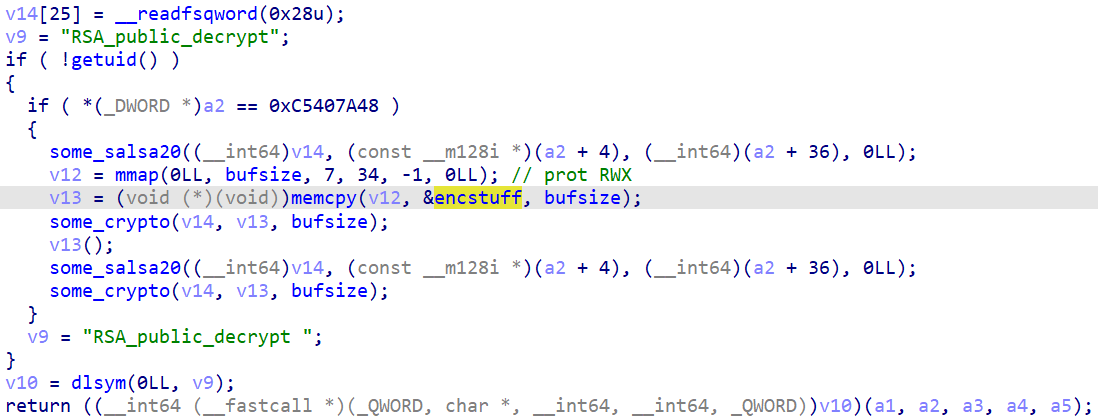 v14[25] = __readfsqword(0x28u);
v9 = "RSA_public_decrypt";
if ( !getuid() )
{
if ( *(_DWORD *)a2 == 0xC5407A48 )
{
some_salsa20((__int64)v14, (const __m128i *)(a2 + 4), (__int64)(a2 + 36), 0LL);
v12 = mmap(0LL, bufsize, 7, 34, -1, 0LL); // prot RWX
v13 = (void (*)(void))memcpy(v12, &encstuff, bufsize);
some_crypto(v14, v13, bufsize);
v13();
some_salsa20((__int64)v14, (const __m128i *)(a2 + 4), (__int64)(a2 + 36), 0LL);
some_crypto(v14, v13, bufsize);
}
v9 = "RSA_public_decrypt ";
}
v10 = dlsym(0LL, v9);
return ((__int64 (__fastcall *)(_QWORD, char *, __int64, __int64, _QWORD))v10)(a1, a2, a3, a4, a5);